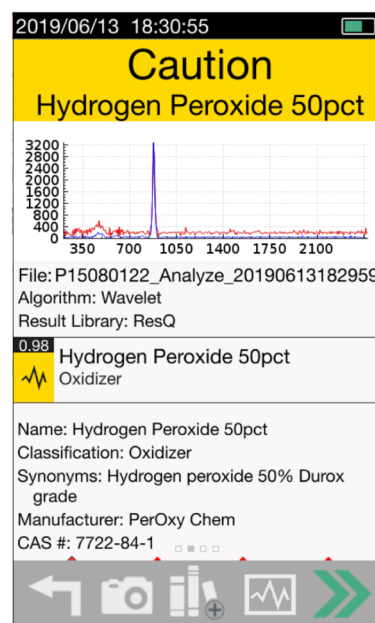 2019/06/13 18:30:55
Caution
Hydrogen Peroxide 50pct
3200
2800
2400
2000
1600
1200
800
400
0
350 700 1050 1400 1750 2100
File: P15080122_Analyze_20190613182959
Algorithm: Wavelet
Result Library: ResQ
0.98
Hydrogen Peroxide 50pct
Oxidizer
Name: Hydrogen Peroxide 50pct
Classification: Oxidizer
Synonyms: Hydrogen peroxide 50% Durox
grade
Manufacturer: PerOxy Chem
CAS #: 7722-84-1